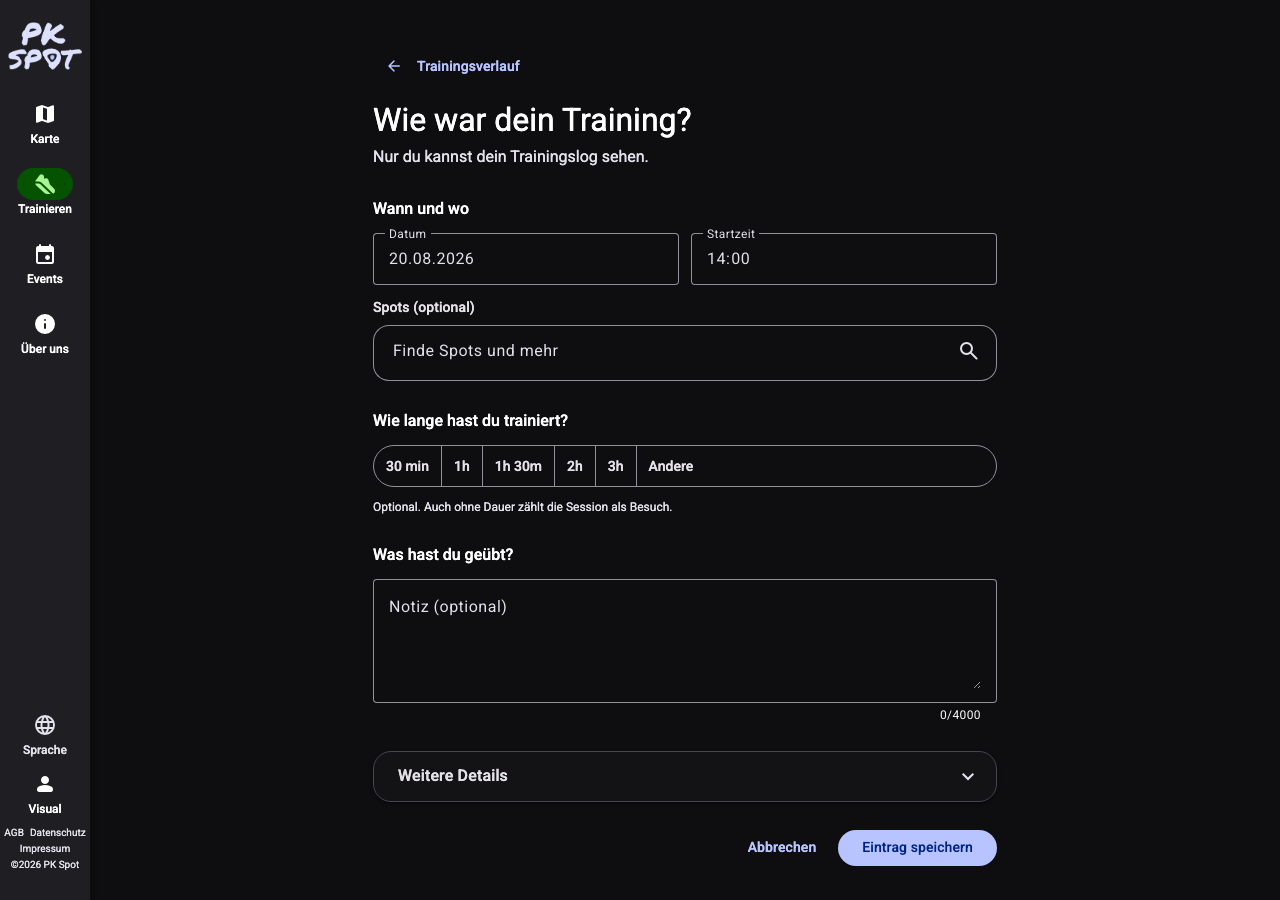 PK
SPOT
Karte
Trainieren
Events
Über uns
Sprache
Visual
AGB Datenschutz
Impressum
©2026 PK Spot
Trainingsverlauf
Wie war dein Training?
Nur du kannst dein Trainingslog sehen.
Wann und wo
Datum
20.08.2026
Startzeit
14:00
Spots (optional)
Finde Spots und mehr
Wie lange hast du trainiert?
30 min 1h 1h 30m 2h 3h Andere
Optional. Auch ohne Dauer zählt die Session als Besuch.
Was hast du geübt?
Notiz (optional)
0/4000
Weitere Details
Abbrechen Eintrag speichern